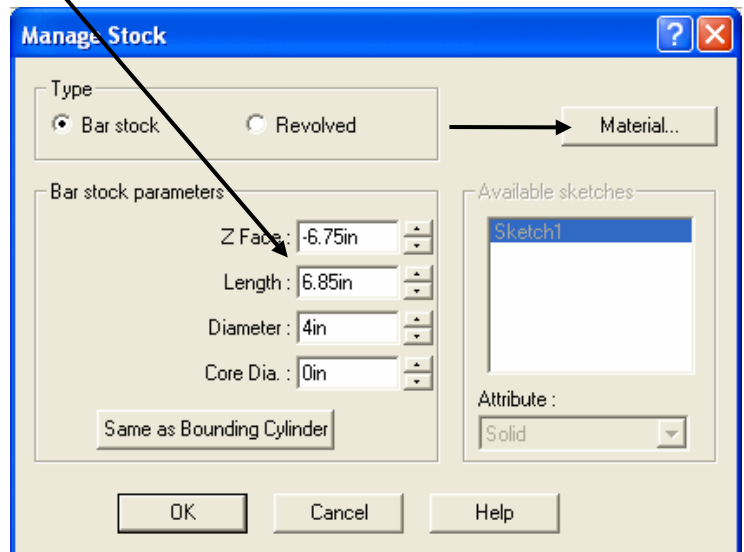 Manage Stock
Type
Bar stock
Revolved
Material...
Bar stock parameters
Z Face : -6.75in
Length : 6.85in
Diameter : 4in
Core Dia. : 0in
Same as Bounding Cylinder
Available sketches
Sketch1
Attribute :
Solid
OK
Cancel
Help